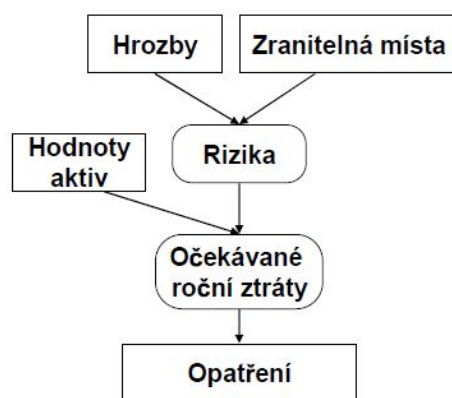 Hrozby
Zranitelná místa
Hodnoty
aktiv
Rizika
Očekávané
roční ztráty
Opatření